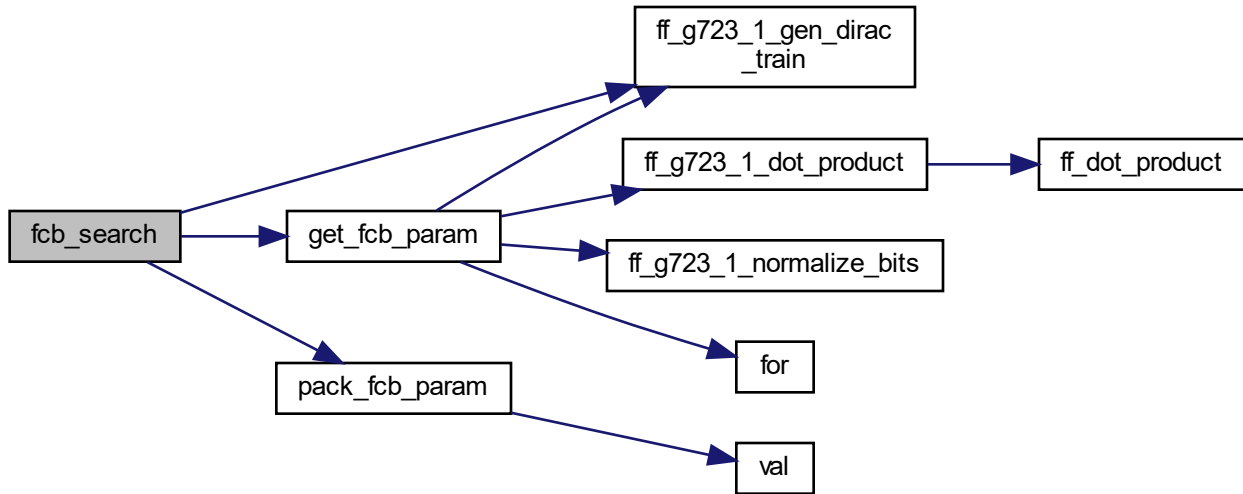 ff_g723_1_gen_dirac
_train
ff_g723_1_dot_product
ff_dot_product
fcb_search
get_fcb_param
ff_g723_1_normalize_bits
for
pack_fcb_param
val